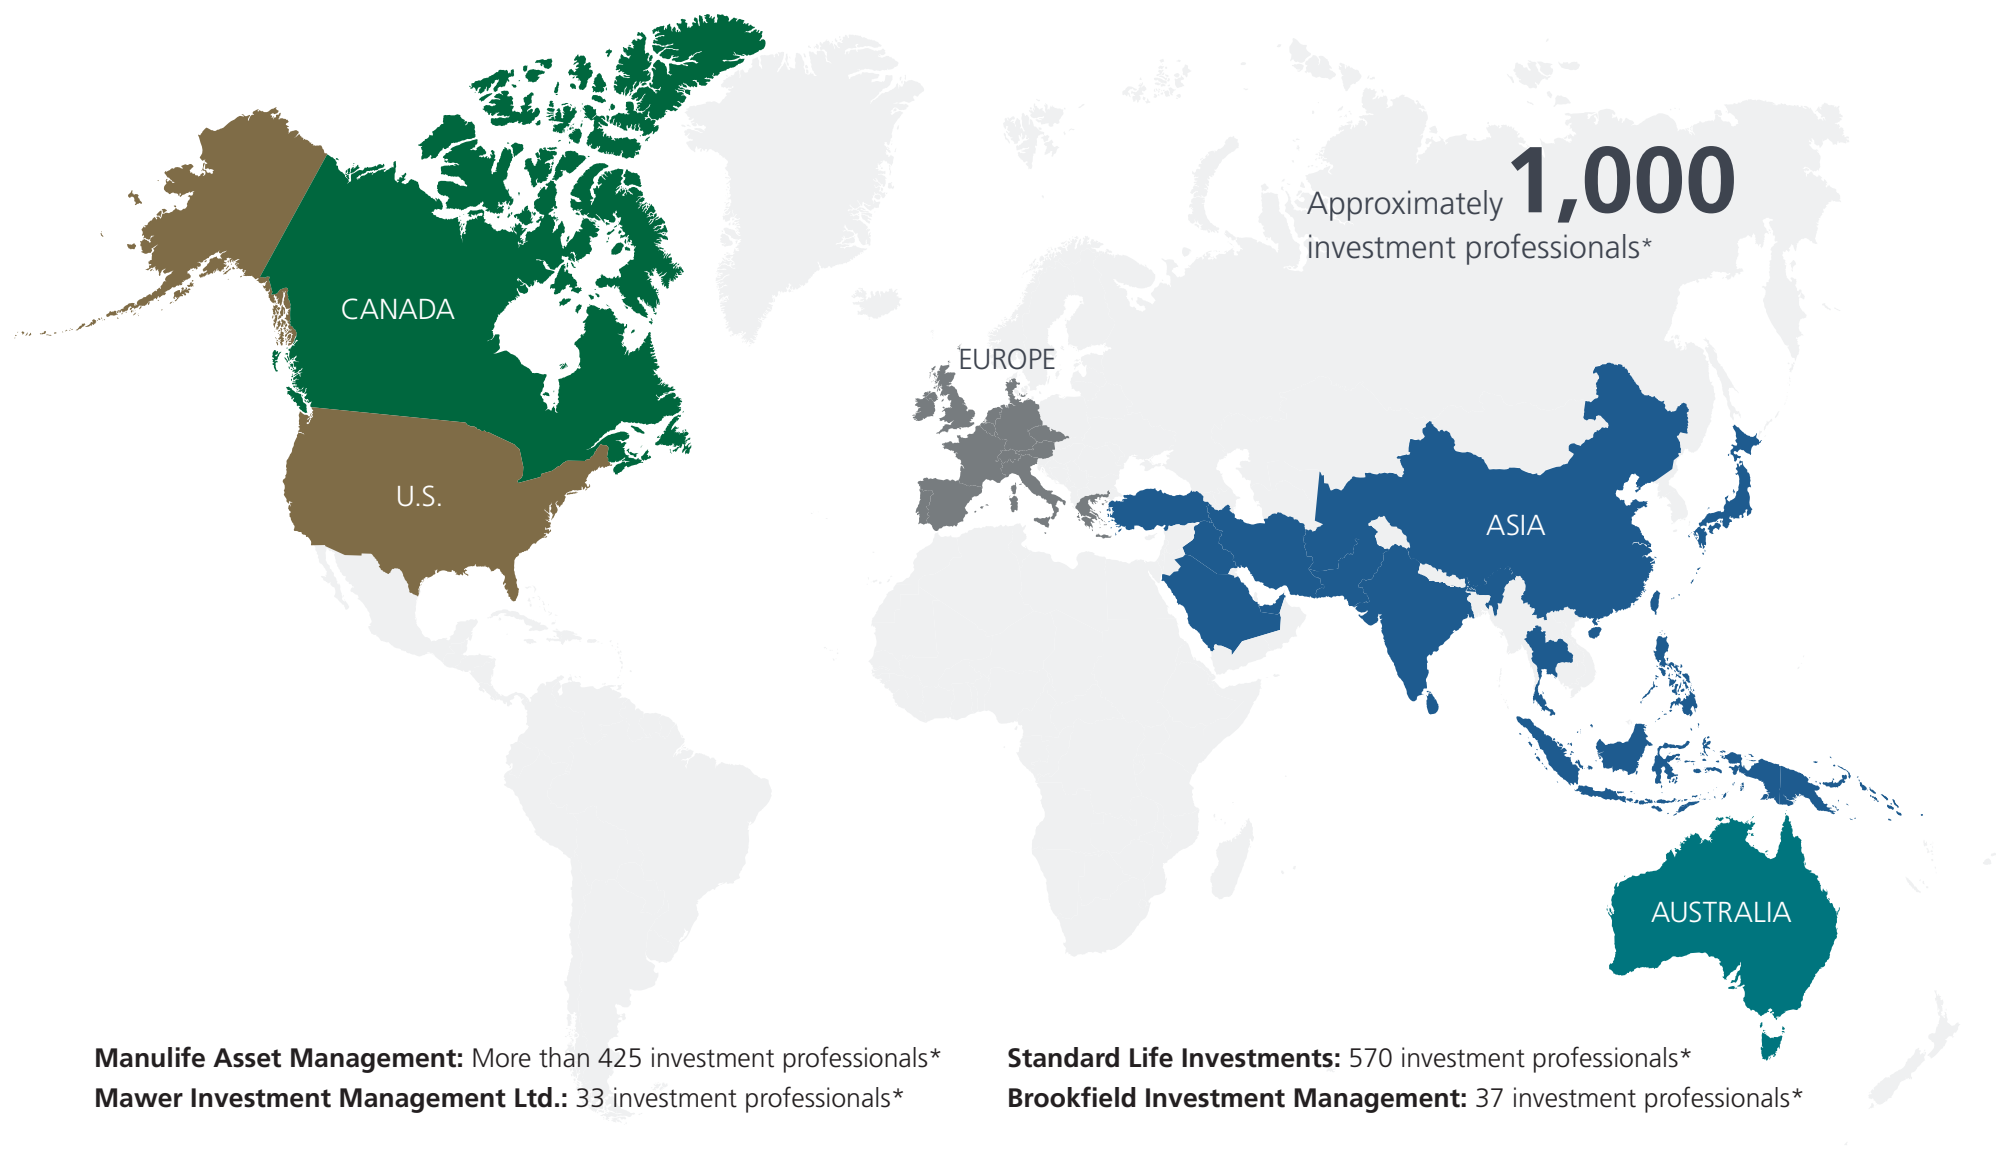 Approximately 1,000
investment professionals*
CANADA
EUROPE
U.S.
ASIA
AUSTRALIA
Manulife Asset Management: More than 425 investment professionals*
Mawer Investment Management Ltd.: 33 investment professionals*
Standard Life Investments: 570 investment professionals*
Brookfield Investment Management: 37 investment professionals*